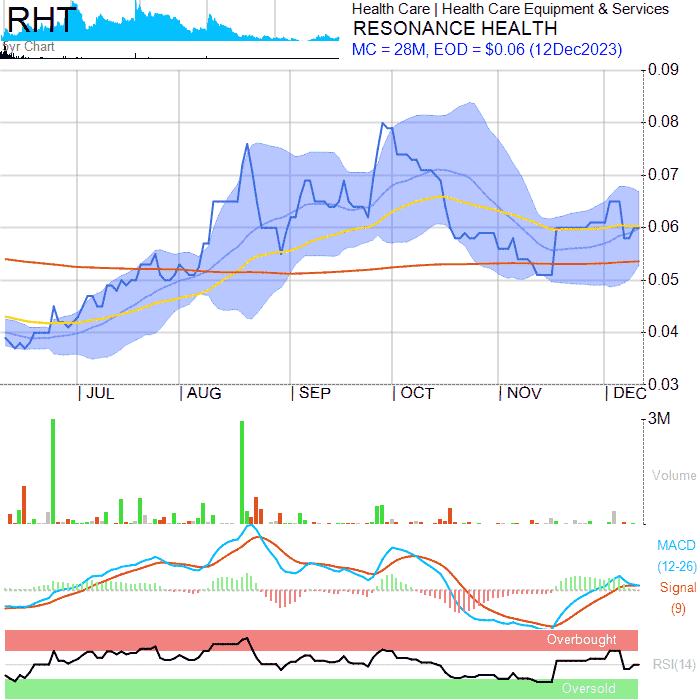 RHT
5yr Chart
Health Care | Health Care Equipment & Services
RESONANCE HEALTH
MC = 28M, EOD = $0.06 (12Dec2023)
0.09
0.08
0.07
0.06
0.05
0.04
0.03
| JUL | AUG | SEP | OCT | NOV | DEC
3M
Volume
MACD
(12-26)
Signal
(9)
Overbought
RSI(14)
Oversold